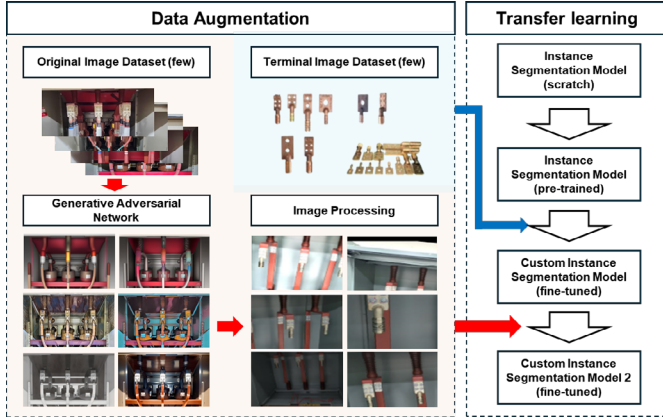 Data Augmentation
Transfer learning
Original Image Dataset (few)
Terminal Image Dataset (few)
Generative Adversarial
Network
Image Processing
Instance
Segmentation Model
(scratch)
Instance
Segmentation Model
(pre-trained)
Custom Instance
Segmentation Model
(fine-tuned)
Custom Instance
Segmentation Model 2
(fine-tuned)